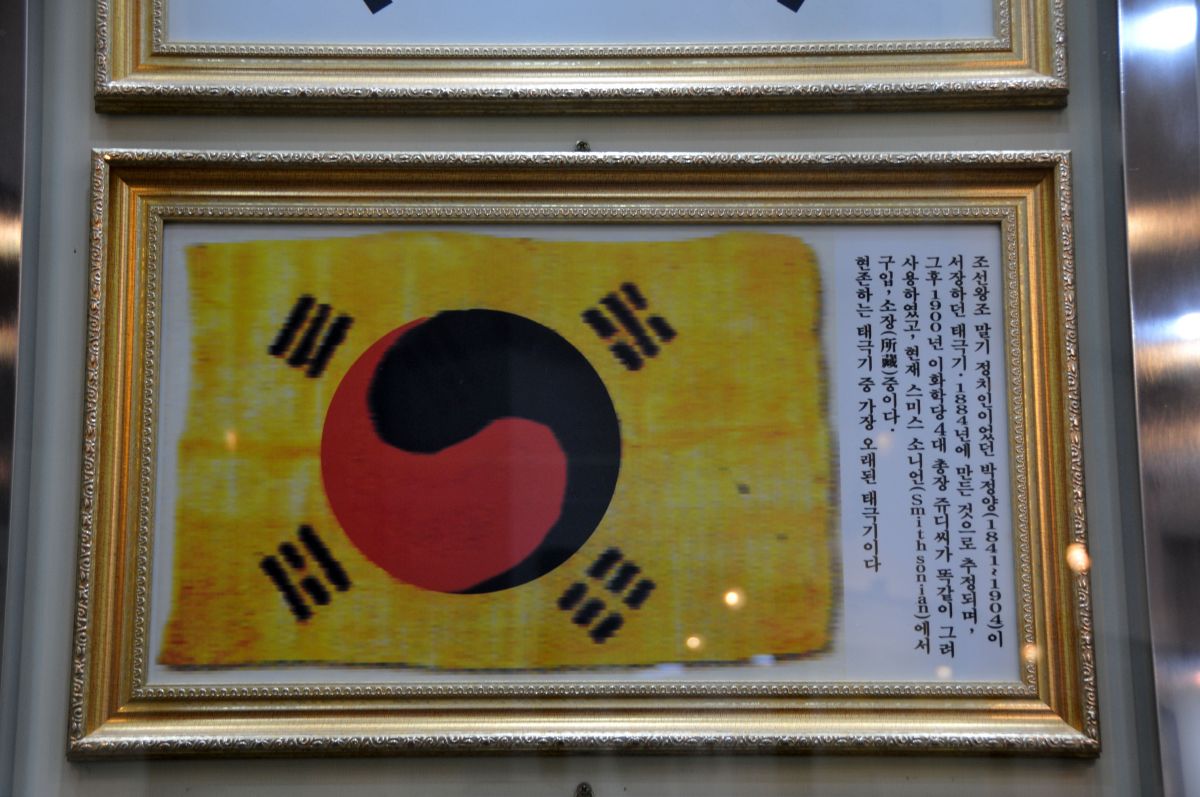 조선왕조 말기 정치인이었던 박정양(1841·1904)이
서장하던 태극기·1884년에 만든 것으로 추정되며,
그후 1900년 이화학당 4대 총장 쥬디씨가 똑같이 그려
사용하였고, 현재 스미스 소니언(Smith sonian)에서
구입, 소장(所藏)중이다.
현존하는 태극기 중 가장 오래된 태극기이다